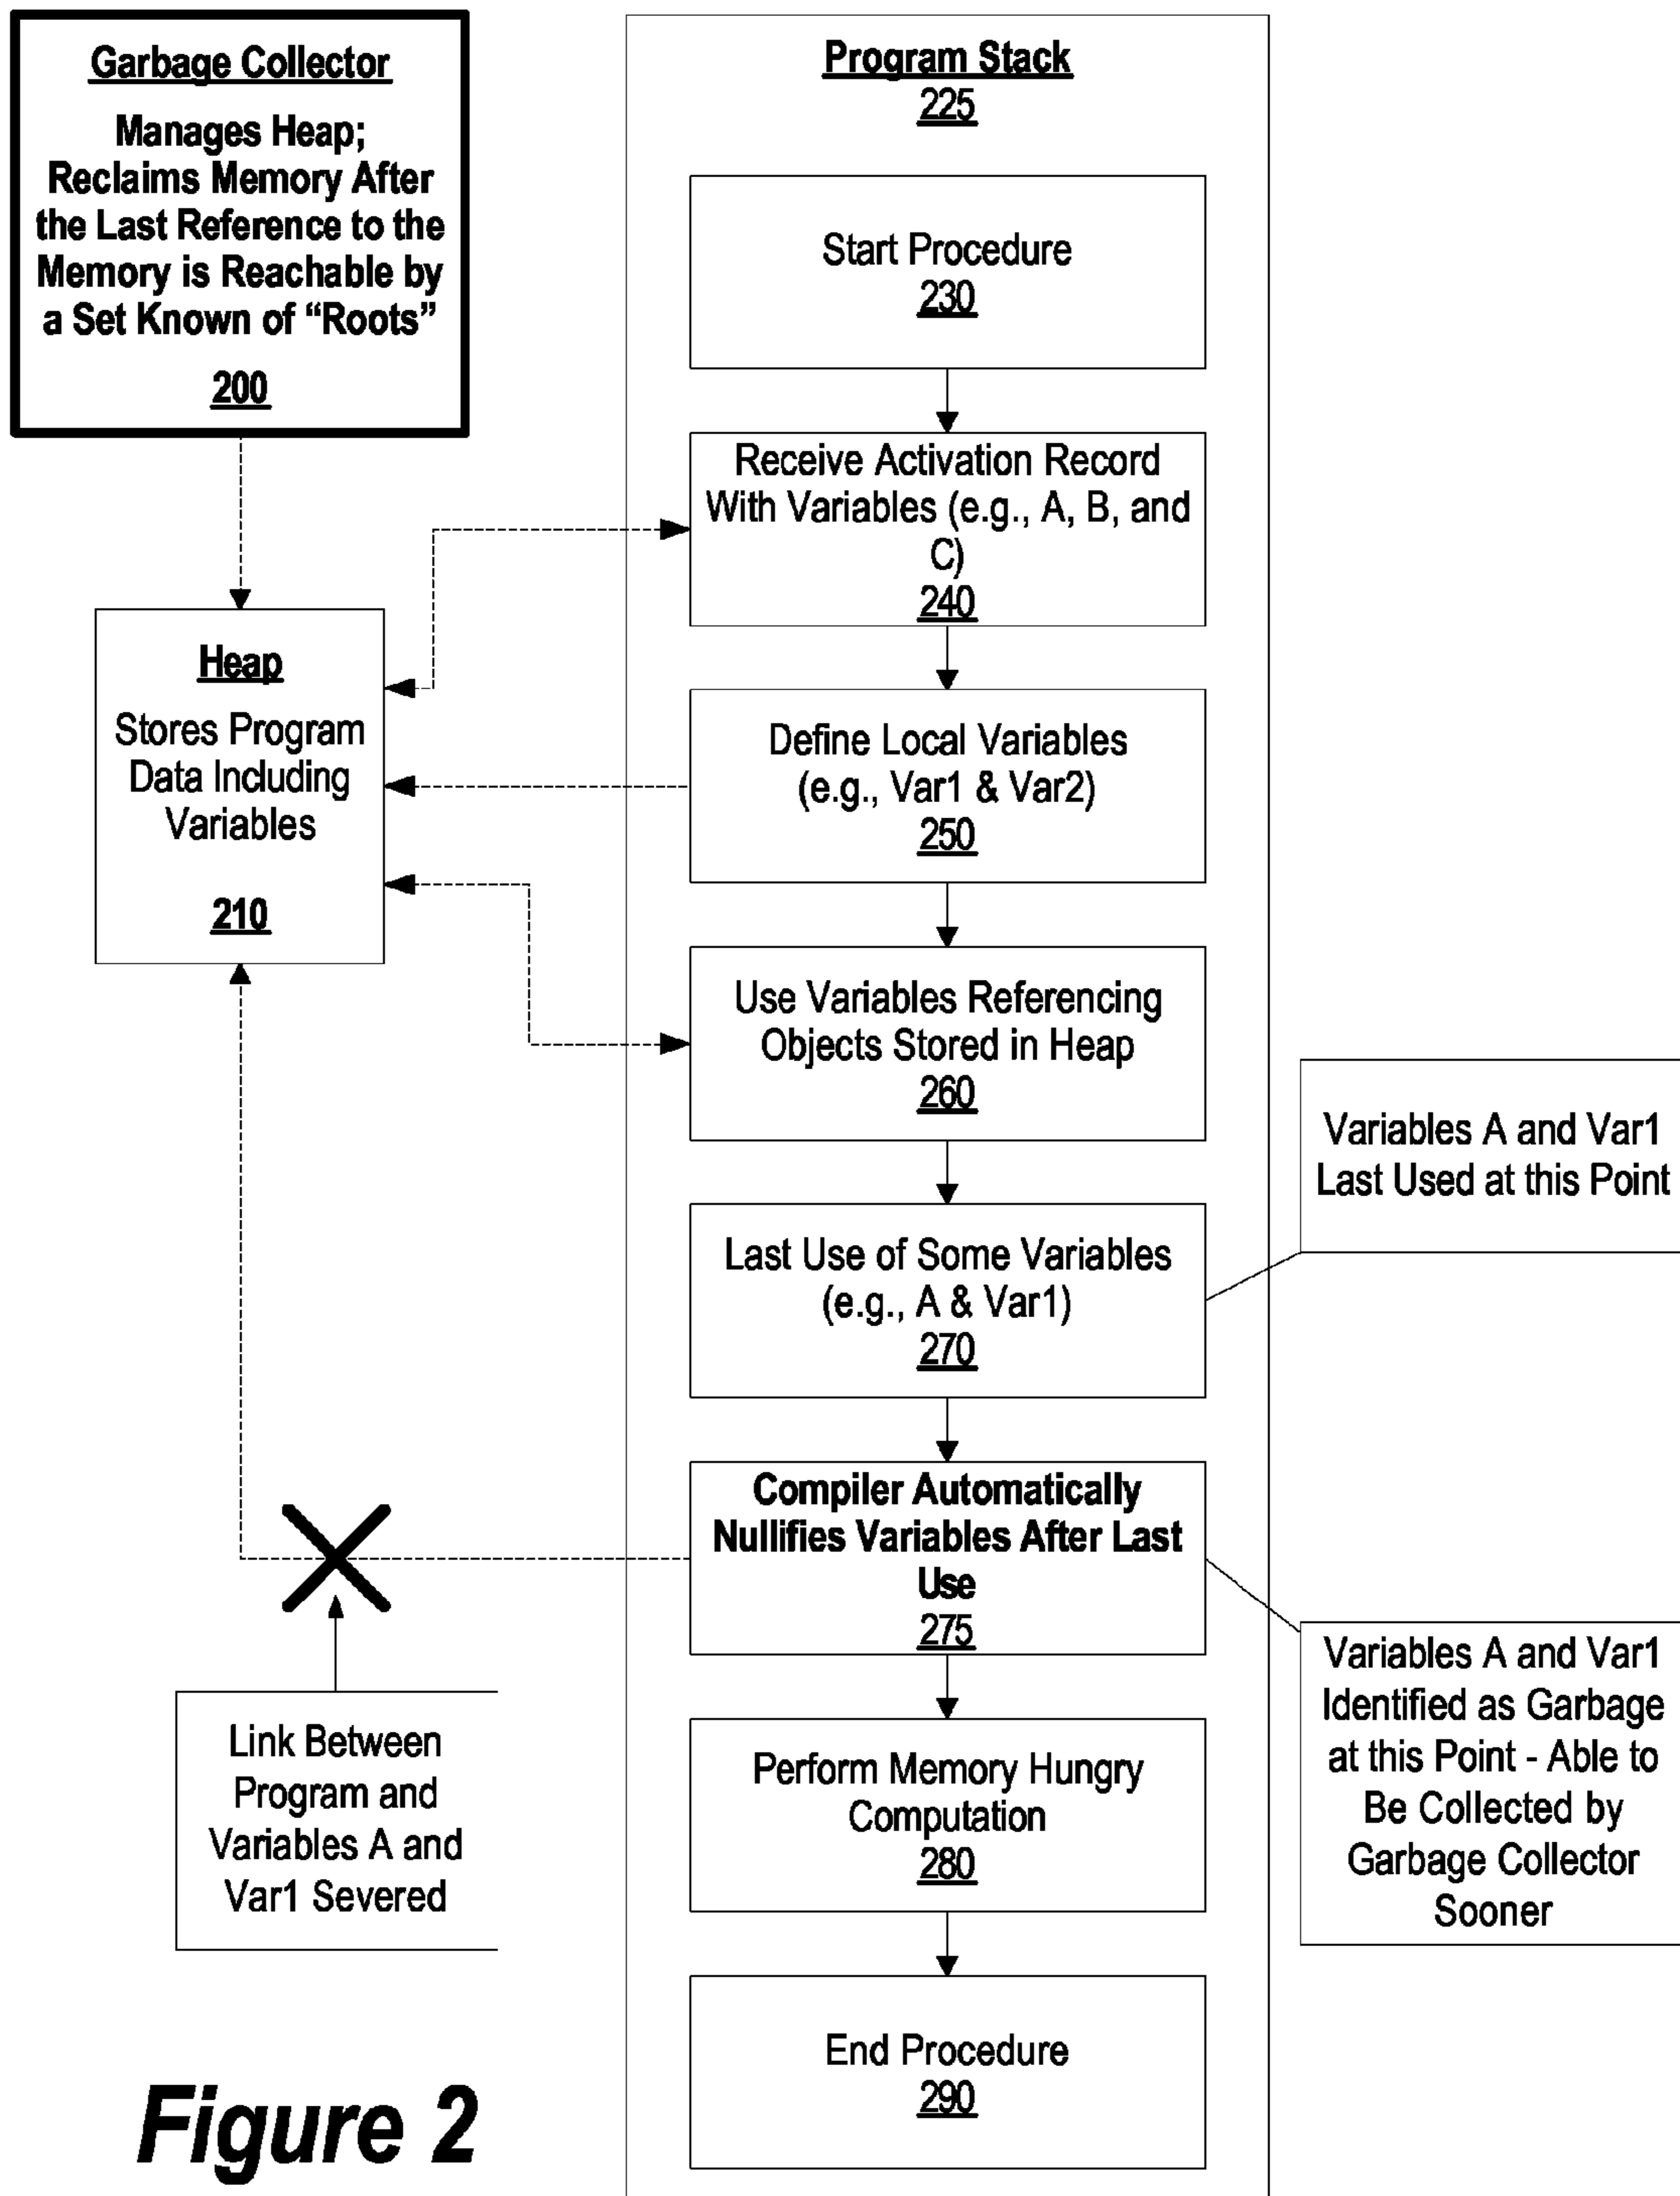 Garbage Collector
Manages Heap;
Reclaims Memory After
the Last Reference to the
Memory is Reachable by
a Set Known of “Roots”
200
Program Stack
225
Start Procedure
230
Receive Activation Record
With Variables (e.g., A, B, and
C)
240
Heap
Stores Program
Data Including
Variables
210
Define Local Variables
(e.g., Var1 & Var2)
250
Use Variables Referencing
Objects Stored in Heap
260
Variables A and Var1
Last Used at this Point
Last Use of Some Variables
(e.g., A & Var1)
270
Compiler Automatically
Nullifies Variables After Last
Use
275
Link Between
Program and
Variables A and
Var1 Severed
Variables A and Var1
Identified as Garbage
at this Point - Able to
Be Collected by
Garbage Collector
Sooner
Perform Memory Hungry
Computation
280
End Procedure
290
Figure 2